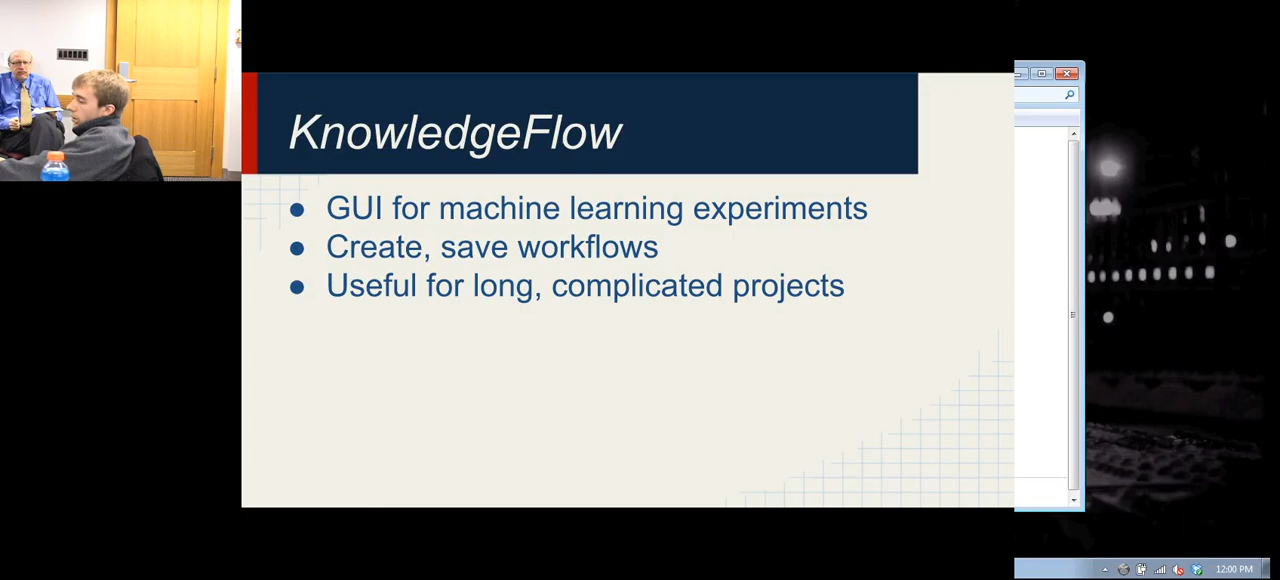 KnowledgeFlow
● GUI for machine learning experiments
● Create, save workflows
● Useful for long, complicated projects
12:00 PM